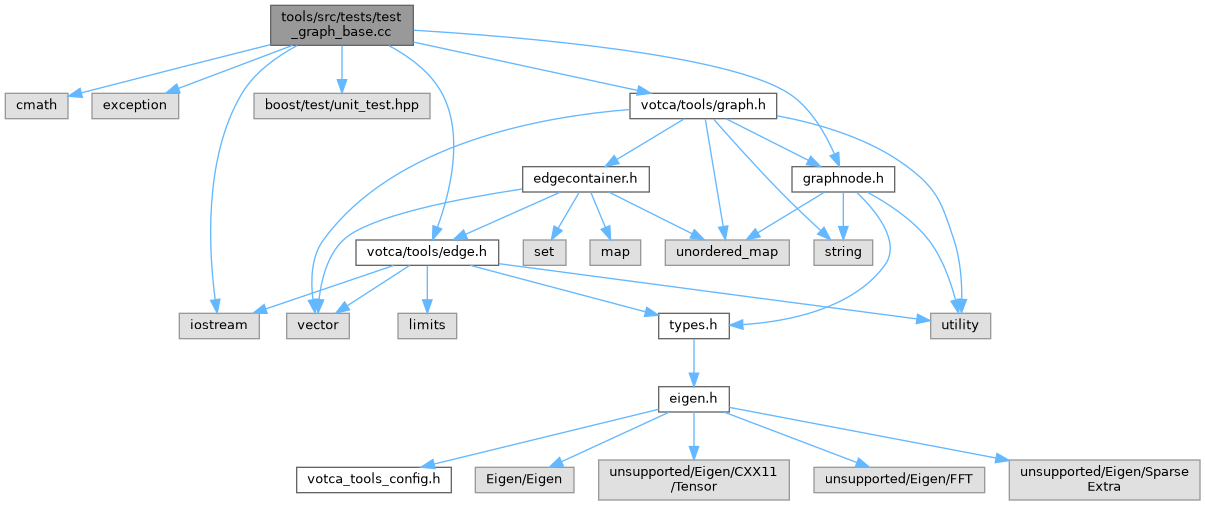 tools/src/tests/test
_graph_base.cc
cmath
exception
boost/test/unit_test.hpp
votca/tools/graph.h
edgecontainer.h
graphnode.h
votca/tools/edge.h
set
map
unordered_map
string
iostream
vector
limits
types.h
utility
eigen.h
votca_tools_config.h
Eigen/Eigen
unsupported/Eigen/CXX11
/Tensor
unsupported/Eigen/FFT
unsupported/Eigen/Sparse
Extra